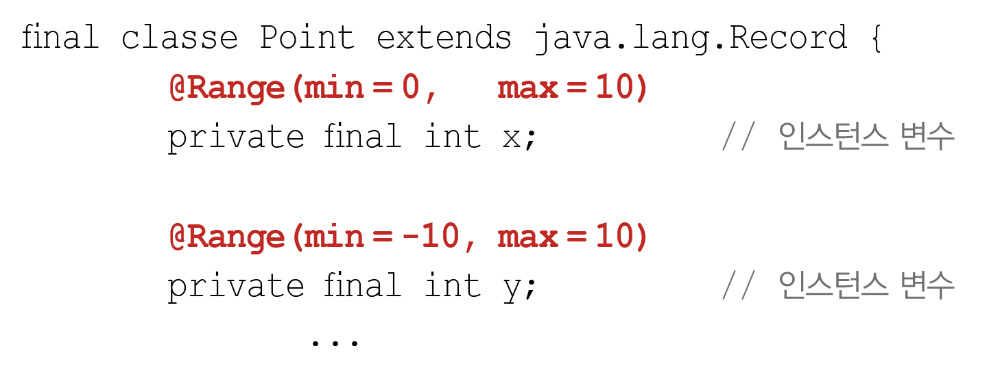 final classe Point extends java.lang.Record {
@Range(min=0, max=10)
private final int x; // 인스턴스 변수
@Range(min=-10, max=10)
private final int y; // 인스턴스 변수
...